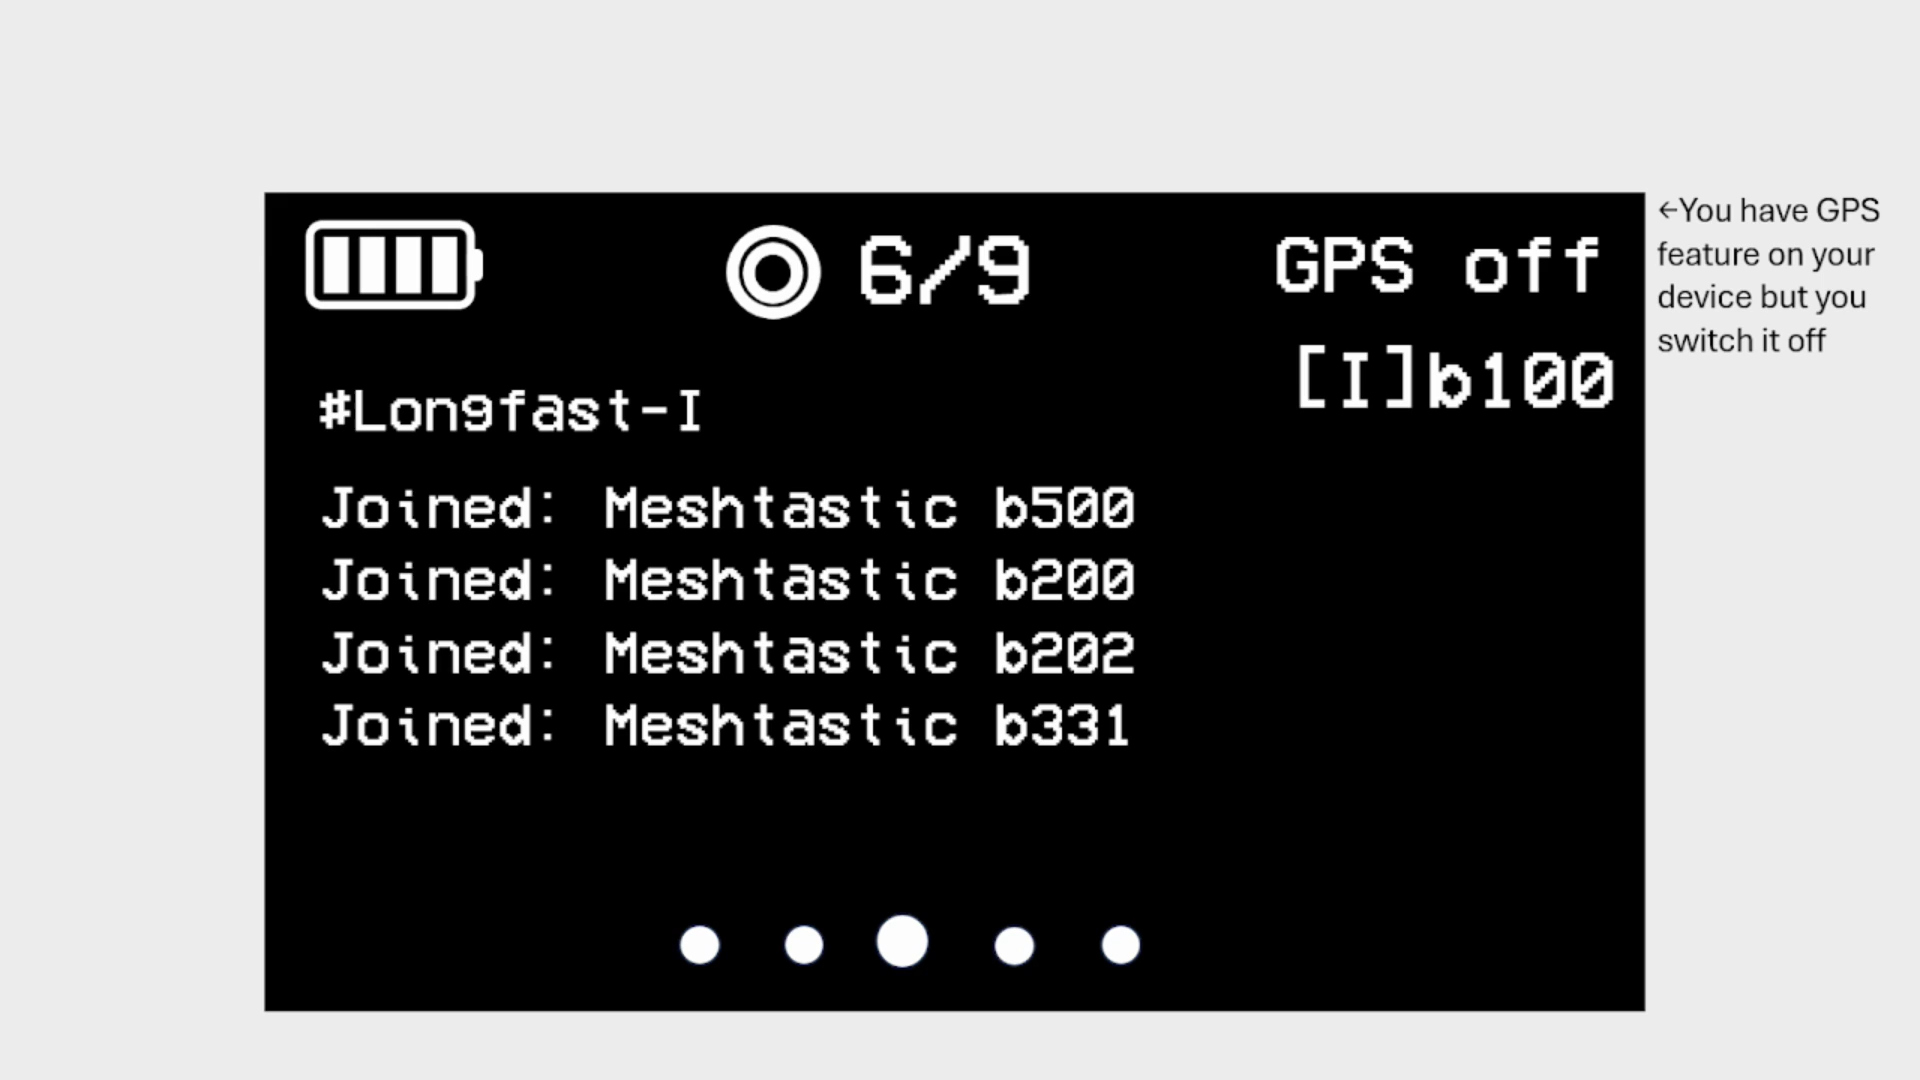 6/9
GPS off
←You have GPS
feature on your
device but you
switch it off
[I]b100
#Longfast-I
Joined: Meshtastic b500
Joined: Meshtastic b200
Joined: Meshtastic b202
Joined: Meshtastic b331